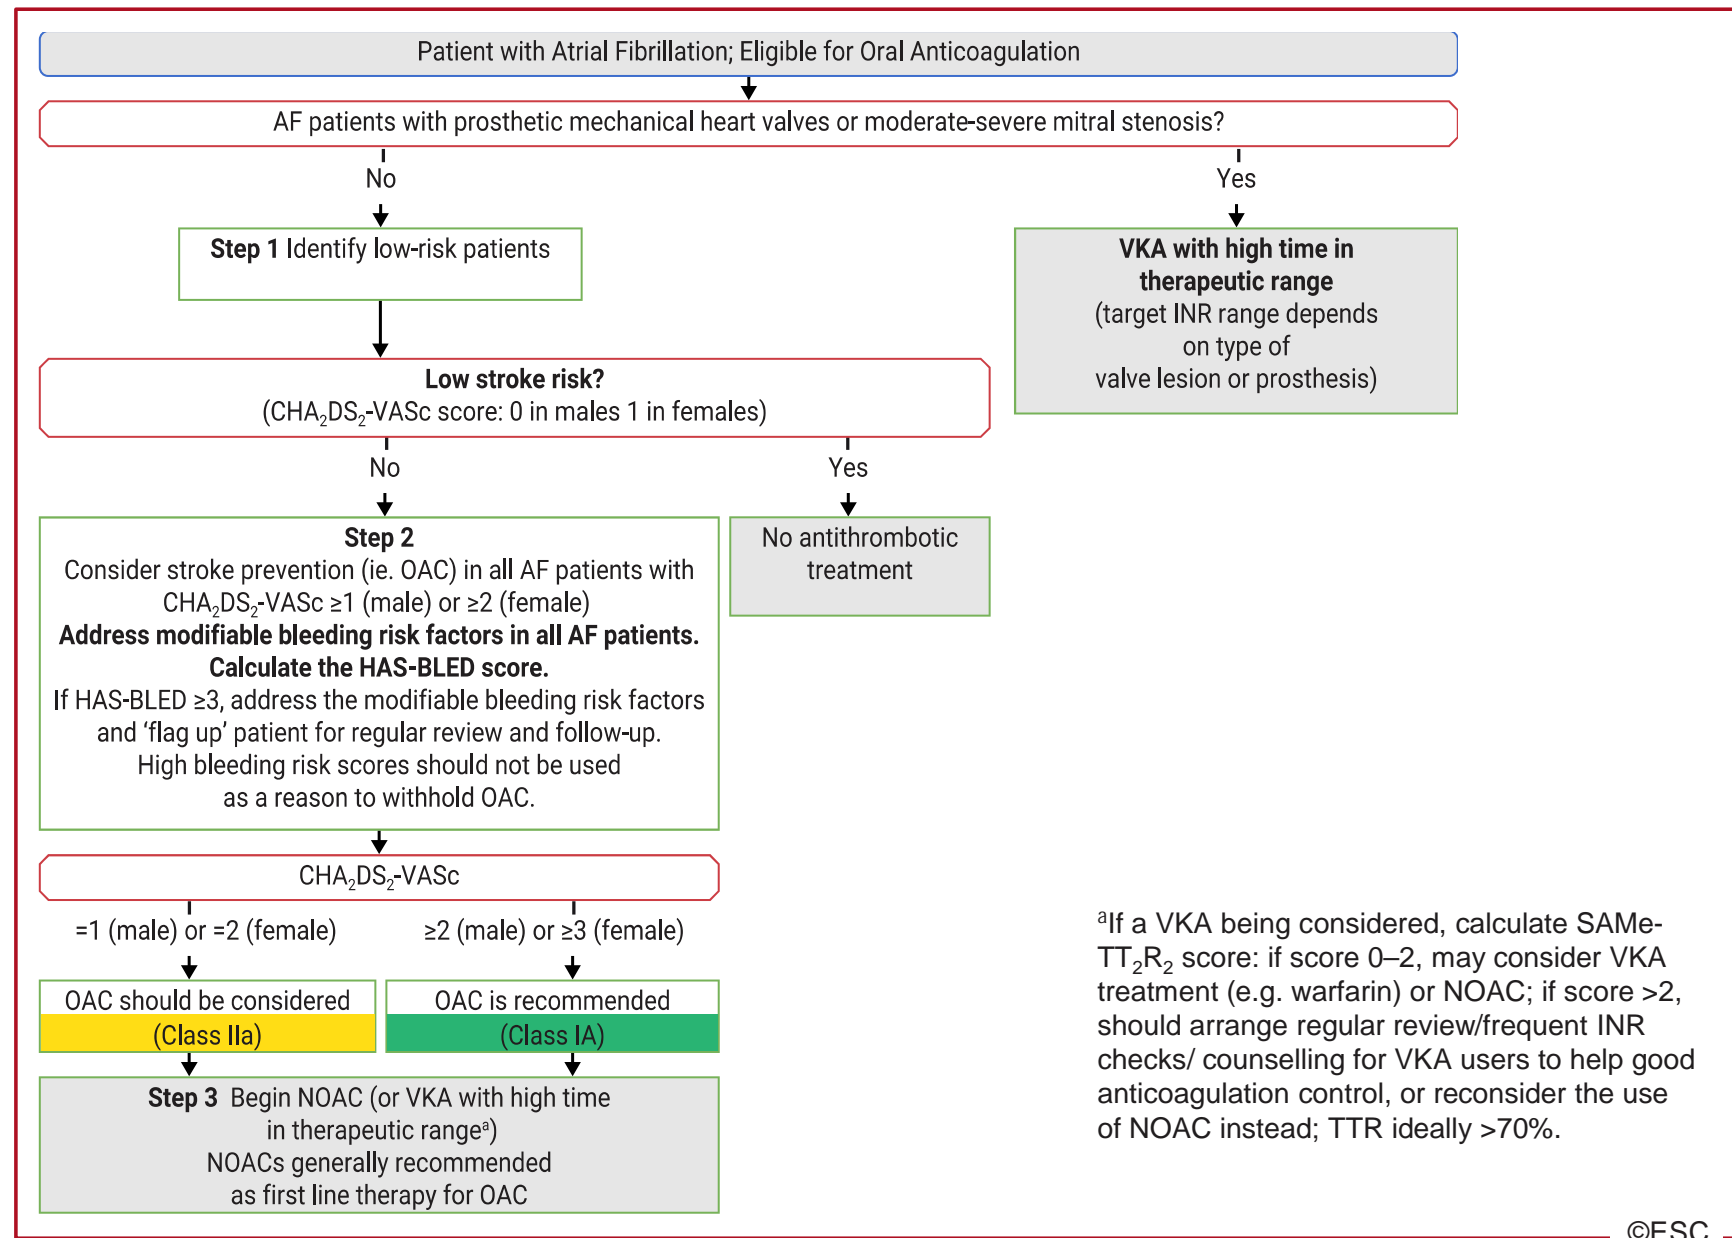 Patient with Atrial Fibrillation; Eligible for Oral Anticoagulation
AF patients with prosthetic mechanical heart valves or moderate-severe mitral stenosis?
No
Yes
Step 1 Identify low-risk patients
VKA with high time in
therapeutic range
(target INR range depends
on type of
valve lesion or prosthesis)
Low stroke risk?
(CHA₂DS₂-VASc score: 0 in males 1 in females)
No
Yes
Step 2
Consider stroke prevention (ie. OAC) in all AF patients with
CHA₂DS₂-VASc ≥1 (male) or ≥2 (female)
Address modifiable bleeding risk factors in all AF patients.
Calculate the HAS-BLED score.
If HAS-BLED ≥3, address the modifiable bleeding risk factors
and ‘flag up’ patient for regular review and follow-up.
High bleeding risk scores should not be used
as a reason to withhold OAC.
No antithrombotic
treatment
CHA₂DS₂-VASc
=1 (male) or =2 (female)
≥2 (male) or ≥3 (female)
OAC should be considered
(Class IIa)
OAC is recommended
(Class IA)
Step 3 Begin NOAC (or VKA with high time
in therapeutic rangeᵃ)
NOACs generally recommended
as first line therapy for OAC
ᵃIf a VKA being considered, calculate SAMe-
TT₂R₂ score: if score 0–2, may consider VKA
treatment (e.g. warfarin) or NOAC; if score >2,
should arrange regular review/frequent INR
checks/ counselling for VKA users to help good
anticoagulation control, or reconsider the use
of NOAC instead; TTR ideally >70%.
©ESC